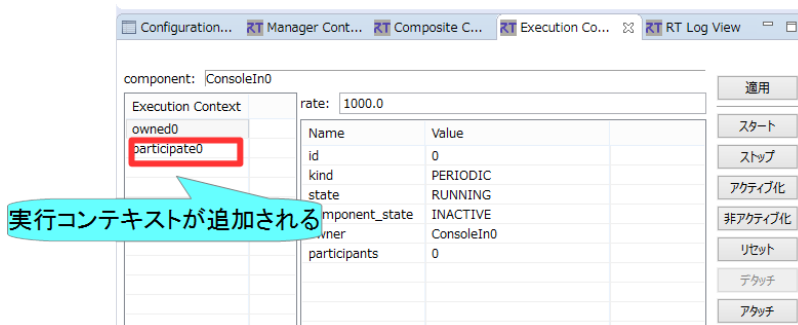 Configuration... RT Manager Cont... RT Composite C... RT Execution Co... RT RT Log View
component: ConsoleIn0
適用
Execution Context
rate: 1000.0
owned0
participate0
Name Value
id 0
kind PERIODIC
state RUNNING
omponent_state INACTIVE
wner ConsoleIn0
participants 0
実行コンテキストが追加される
スタート
ストップ
アクティブ化
非アクティブ化
リセット
デタッチ
アタッチ